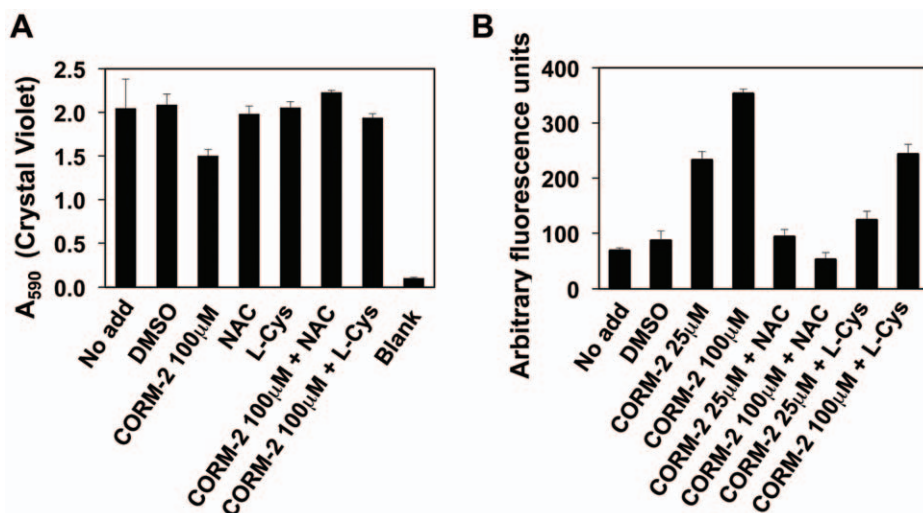 A
A590 (Crystal Violet)
2.5
2.0
1.5
1.0
0.5
0.0
No add
DMSO
CORM-2 100μM
NAC
L-Cys
CORM-2 100μM + NAC
CORM-2 100μM + L-Cys
Blank
B
Arbitrary fluorescence units
400
300
200
100
0
No add
DMSO
CORM-2 25μM
CORM-2 100μM
CORM-2 25μM + NAC
CORM-2 100μM + NAC
CORM-2 25μM + L-Cys
CORM-2 100μM + L-Cys